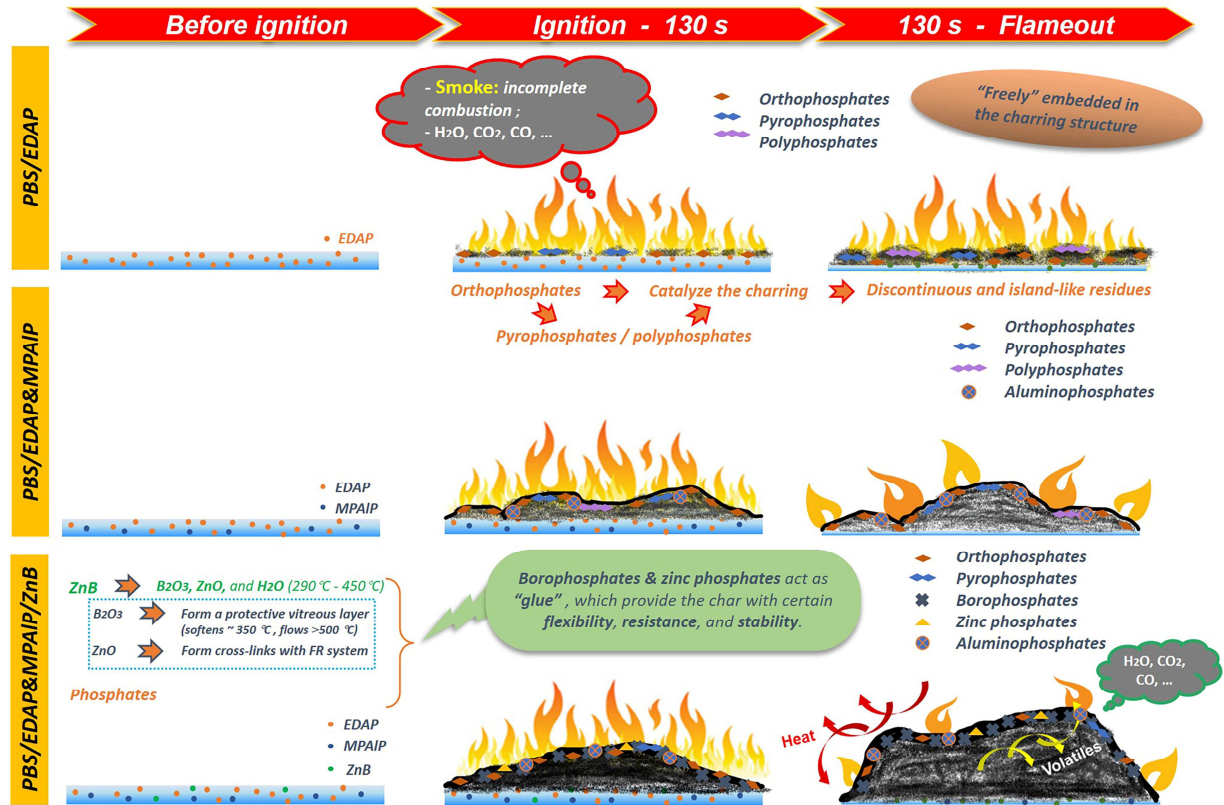 Before ignition
Ignition - 130 s
130 s - Flameout
PBS/EDAP
- Smoke: incomplete
combustion ;
- H2O, CO2, CO, ...
Orthophosphates
Pyrophosphates
Polyphosphates
"Freely" embedded in
the charring structure
EDAP
Orthophosphates
Catalyze the charring
Discontinuous and island-like residues
Pyrophosphates / polyphosphates
PBS/EDAP&MPAlP
Orthophosphates
Pyrophosphates
Polyphosphates
Aluminophosphates
EDAP
MPAlP
PBS/EDAP&MPAlP/ZnB
ZnB
B2O3, ZnO, and H2O (290℃ - 450℃)
B2O3
Form a protective vitreous layer
(softens ~ 350 ℃, flows >500 ℃)
ZnO
Form cross-links with FR system
Phosphates
EDAP
MPAlP
ZnB
Borophosphates & zinc phosphates act as
"glue" , which provide the char with certain
flexibility, resistance, and stability.
Orthophosphates
Pyrophosphates
Borophosphates
Zinc phosphates
Aluminophosphates
H2O, CO2,
CO, ...
Heat
Volatiles